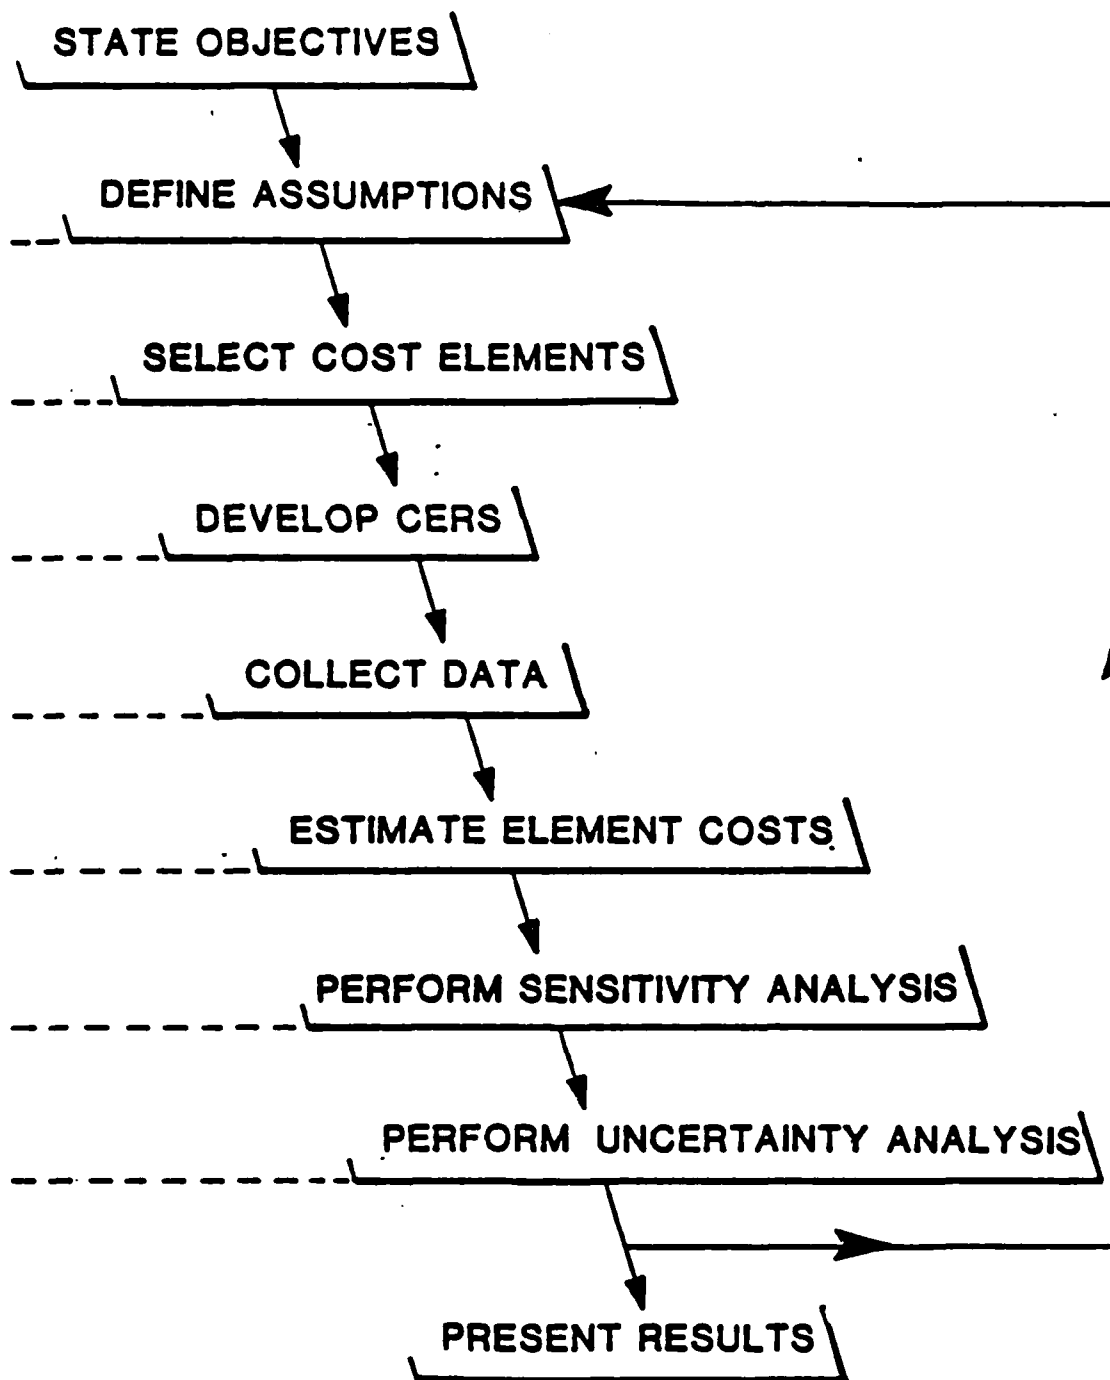 STATE OBJECTIVES
DEFINE ASSUMPTIONS
SELECT COST ELEMENTS
DEVELOP CERS
COLLECT DATA
ESTIMATE ELEMENT COSTS
PERFORM SENSITIVITY ANALYSIS
PERFORM UNCERTAINTY ANALYSIS
PRESENT RESULTS